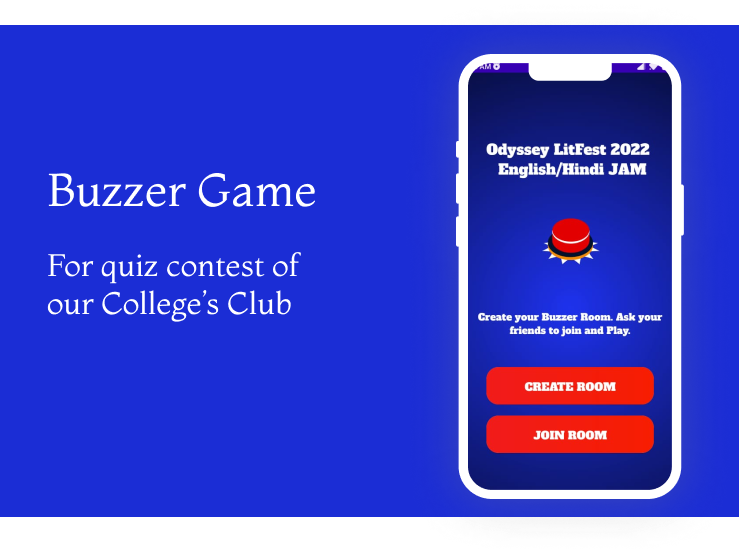 Buzzer Game
For quiz contest of
our College's Club
AM
Odyssey LitFest 2022
English/Hindi JAM
Create your Buzzer Room. Ask your
friends to join and Play.
CREATE ROOM
JOIN ROOM